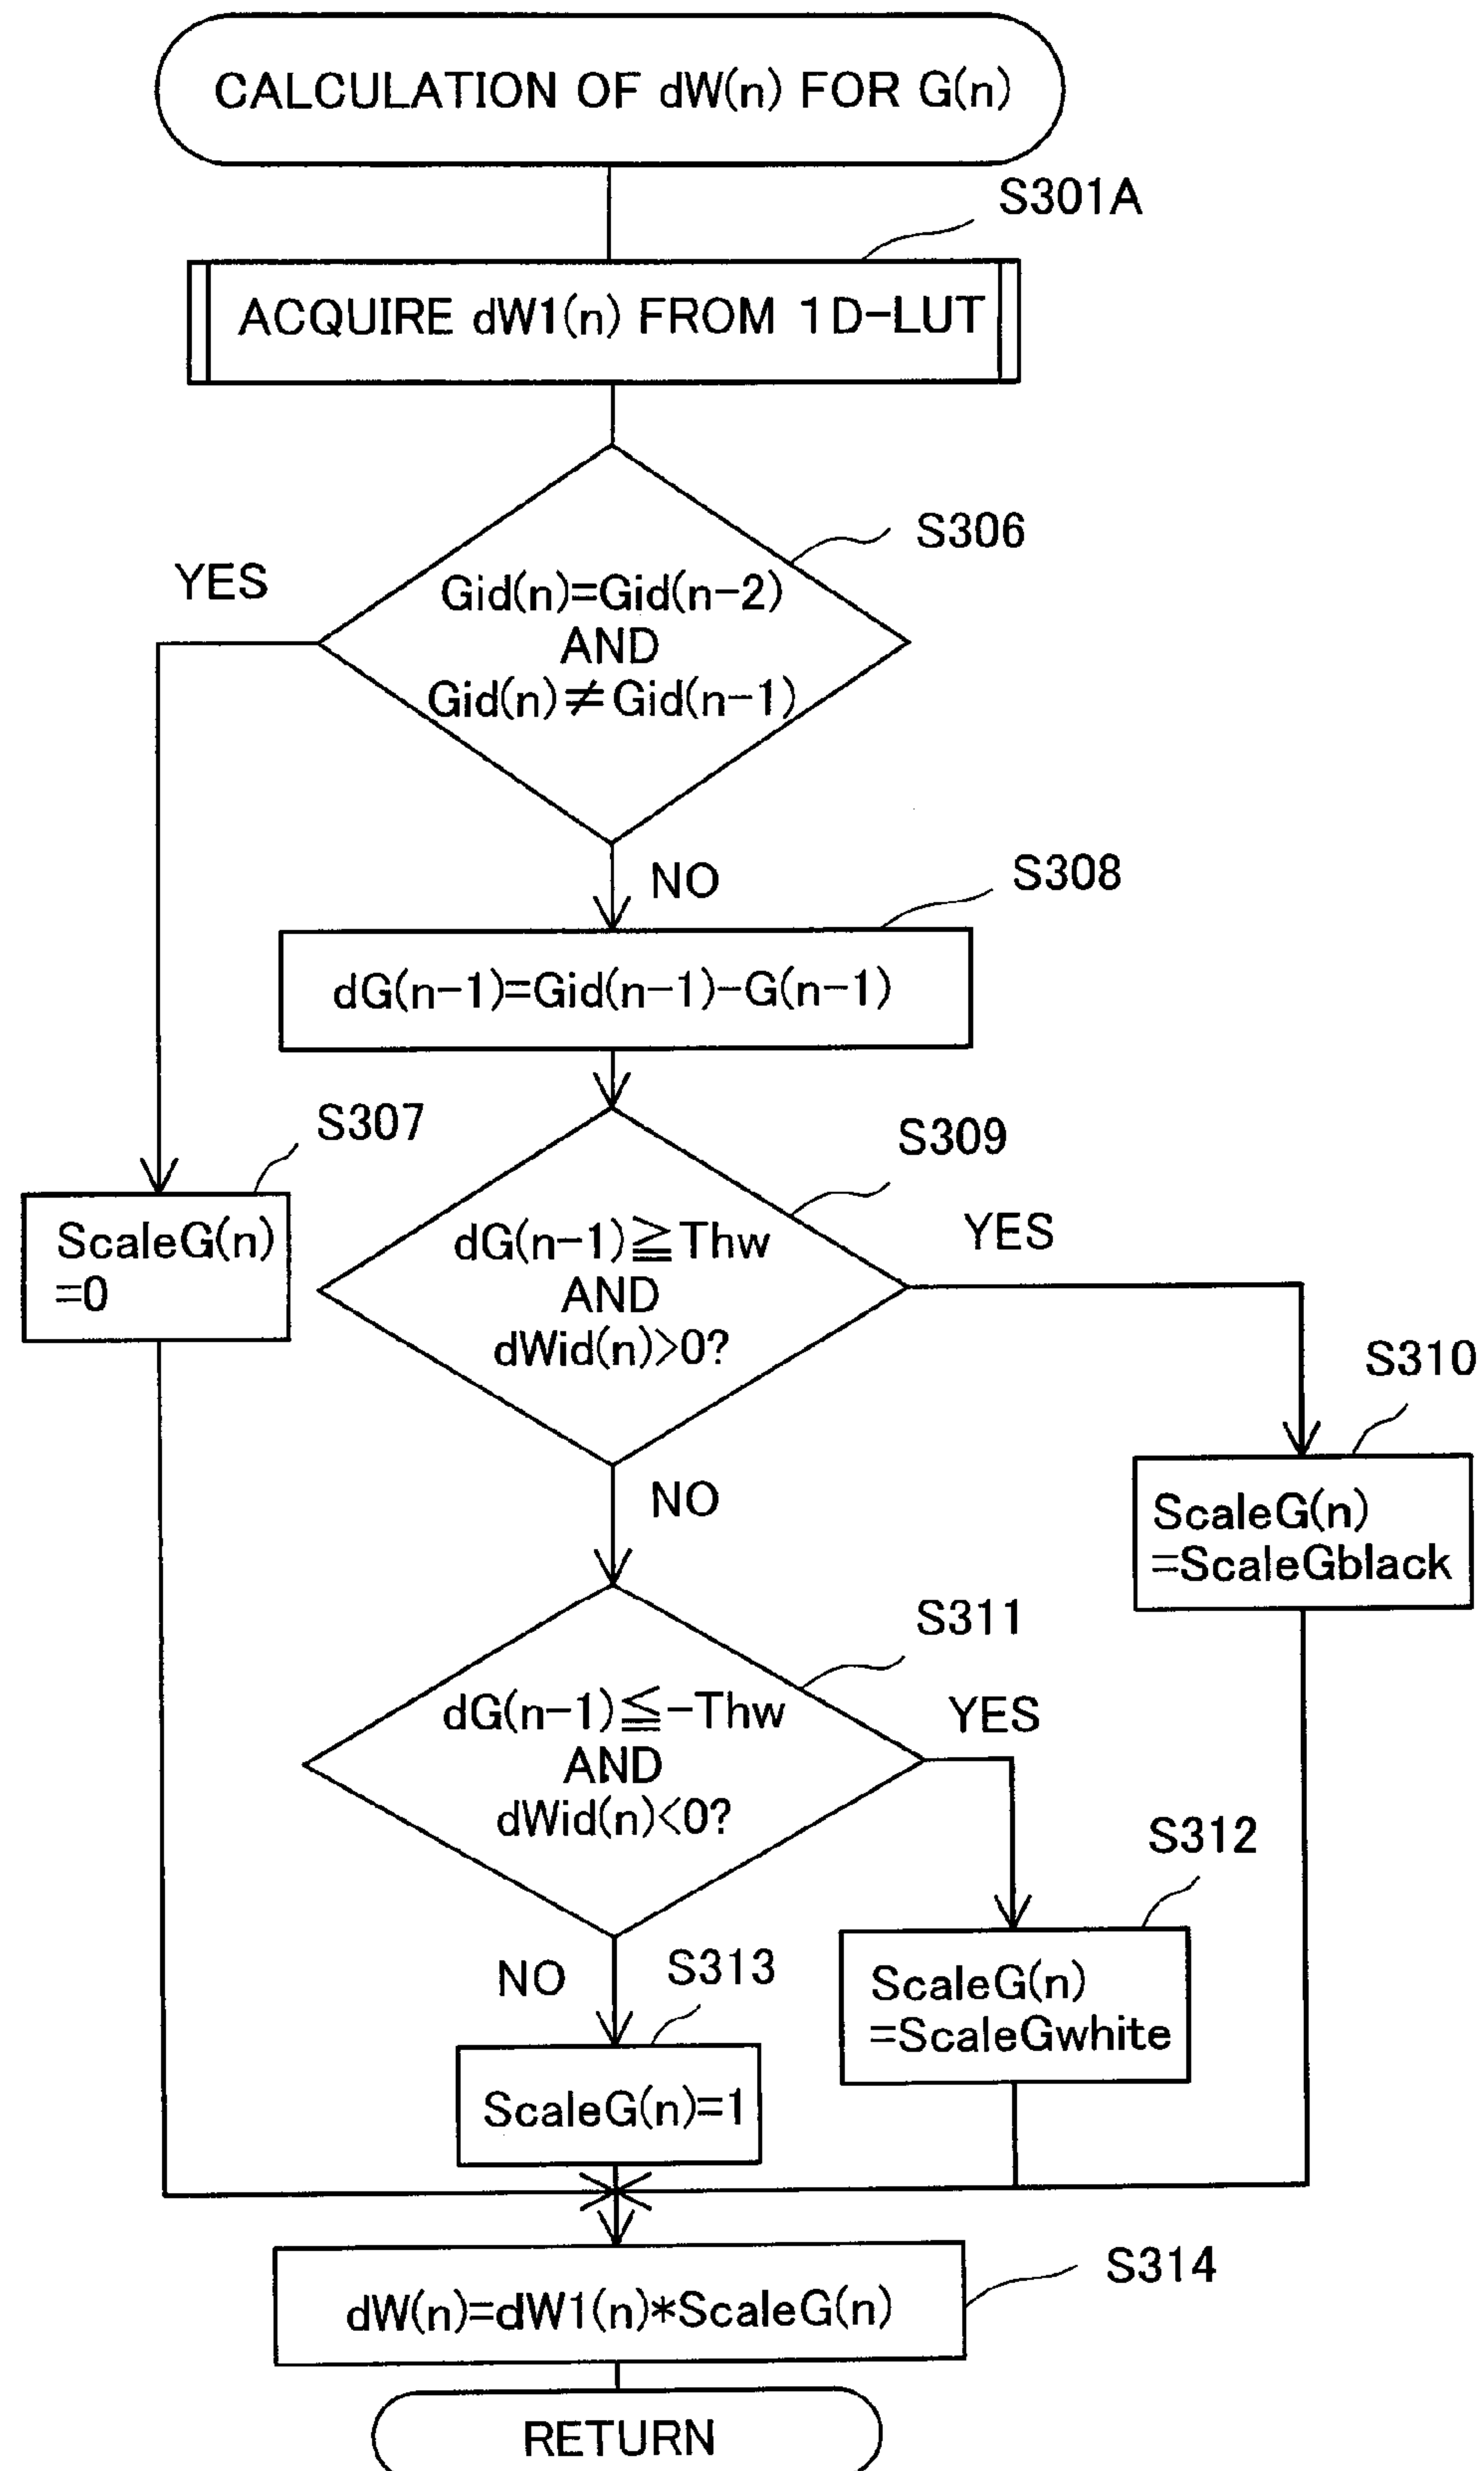 CALCULATION OF dW(n) FOR G(n)
S301A
ACQUIRE dW1(n) FROM 1D-LUT
S306
YES
Gid(n)=Gid(n-2)
AND
Gid(n)≠Gid(n-1)
NO
S308
dG(n-1)=Gid(n-1)-G(n-1)
S307
ScaleG(n)
=0
S309
dG(n-1)≧Thw
AND
dWid(n)>0?
YES
S310
ScaleG(n)
=ScaleGblack
NO
S311
dG(n-1)≦-Thw
AND
dWid(n)<0?
YES
S312
ScaleG(n)
=ScaleGwhite
NO
S313
ScaleG(n)=1
S314
dW(n)=dW1(n)*ScaleG(n)
RETURN